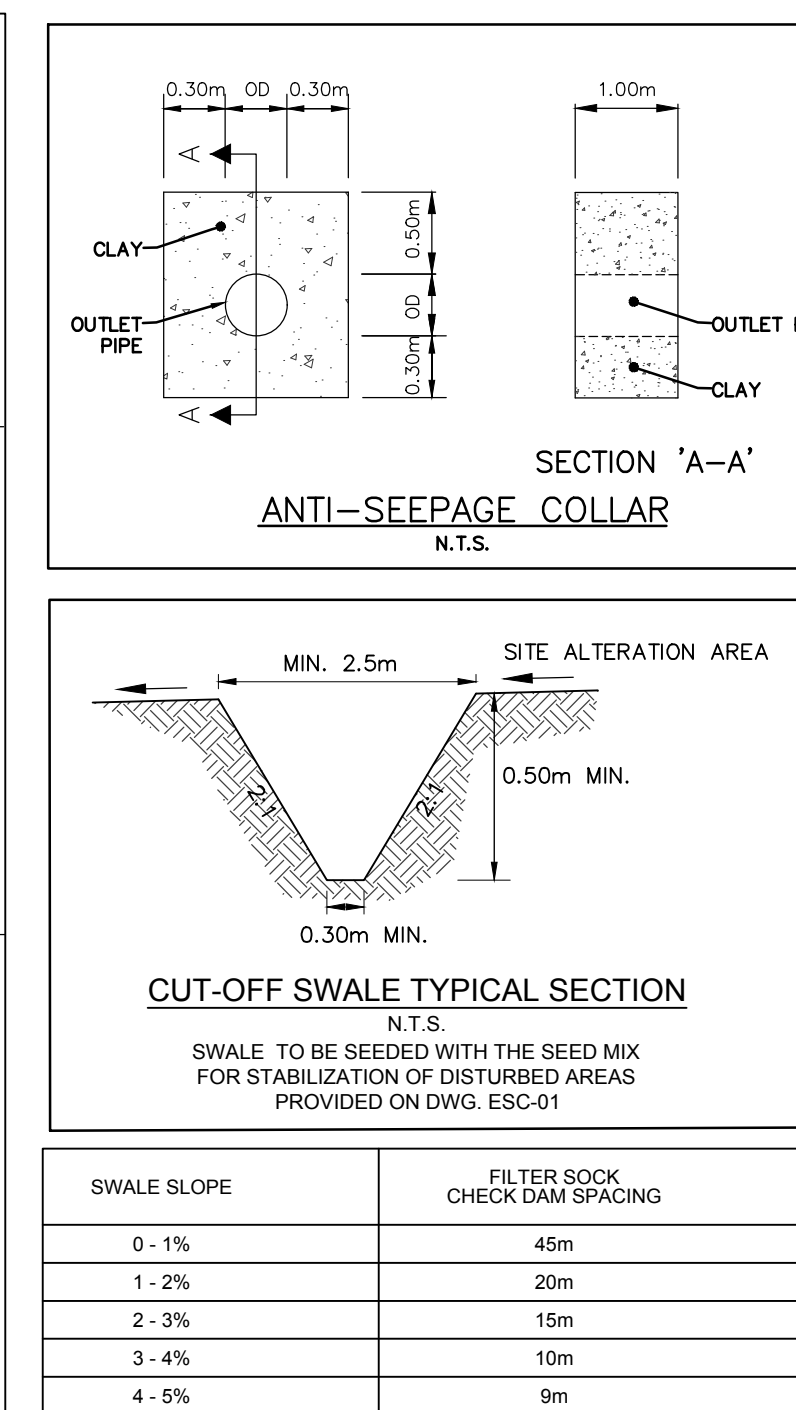 0.30m OD 0.30m
1.00m
A
CLAY
0.50m
OUTLET
PIPE
OD
0.30m
A
OUTLET
CLAY
SECTION 'A-A'
ANTI-SEEPAGE COLLAR
N.T.S.
MIN. 2.5m
SITE ALTERATION AREA
0.50m MIN.
2:1
2:1
0.30m MIN.
CUT-OFF SWALE TYPICAL SECTION
N.T.S.
SWALE TO BE SEEDED WITH THE SEED MIX
FOR STABILIZATION OF DISTURBED AREAS
PROVIDED ON DWG. ESC-01
SWALE SLOPE
FILTER SOCK
CHECK DAM SPACING
0 - 1% 45m
1 - 2% 20m
2 - 3% 15m
3 - 4% 10m
4 - 5% 9m